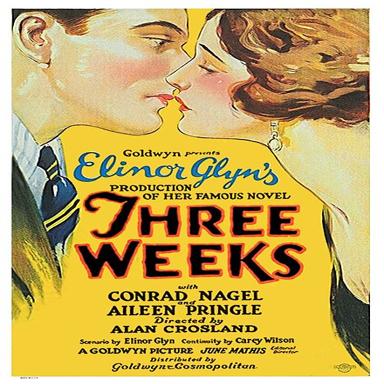 Goldwyn presents
Elinor Glyn's
PRODUCTION
OF HER FAMOUS NOVEL
THREE
WEEKS
with
CONRAD NAGEL
and
AILEEN PRINGLE
Directed by
ALAN CROSLAND
Scenario by Elinor Glyn Continuity by Carey Wilson
A GOLDWYN PICTURE JUNE MATHIS Editorial Director
Distributed by
Goldwyn-Cosmopolitan